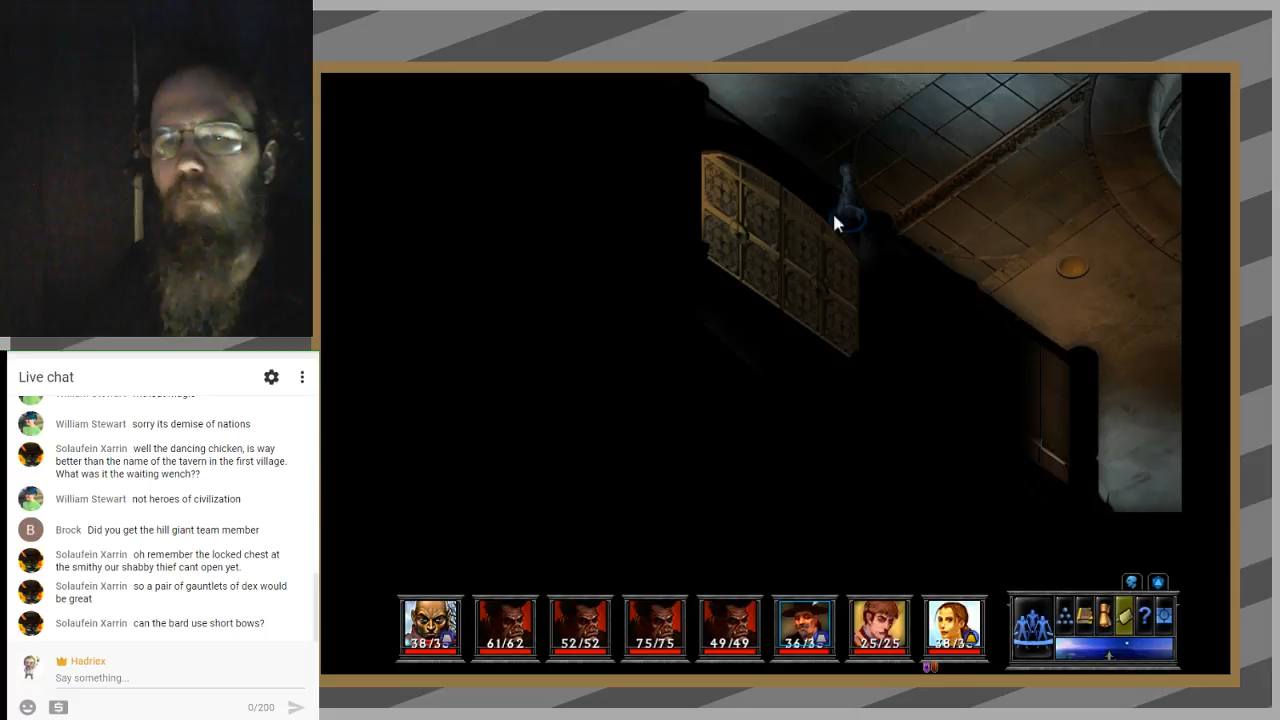 Live chat
William Stewart sorry its demise of nations
Solaufein Xarrin well the dancing chicken, is way
better than the name of the tavern in the first village.
What was it the waiting wench??
William Stewart not heroes of civilization
B
Brock Did you get the hill giant team member
Solaufein Xarrin oh remember the locked chest at
the smithy our shabby thief cant open yet.
Solaufein Xarrin so a pair of gauntlets of dex would
be great
Solaufein Xarrin can the bard use short bows?
Hadriex
Say something...
0/200
61/62
52/52
75/75
49/49
25/25
?